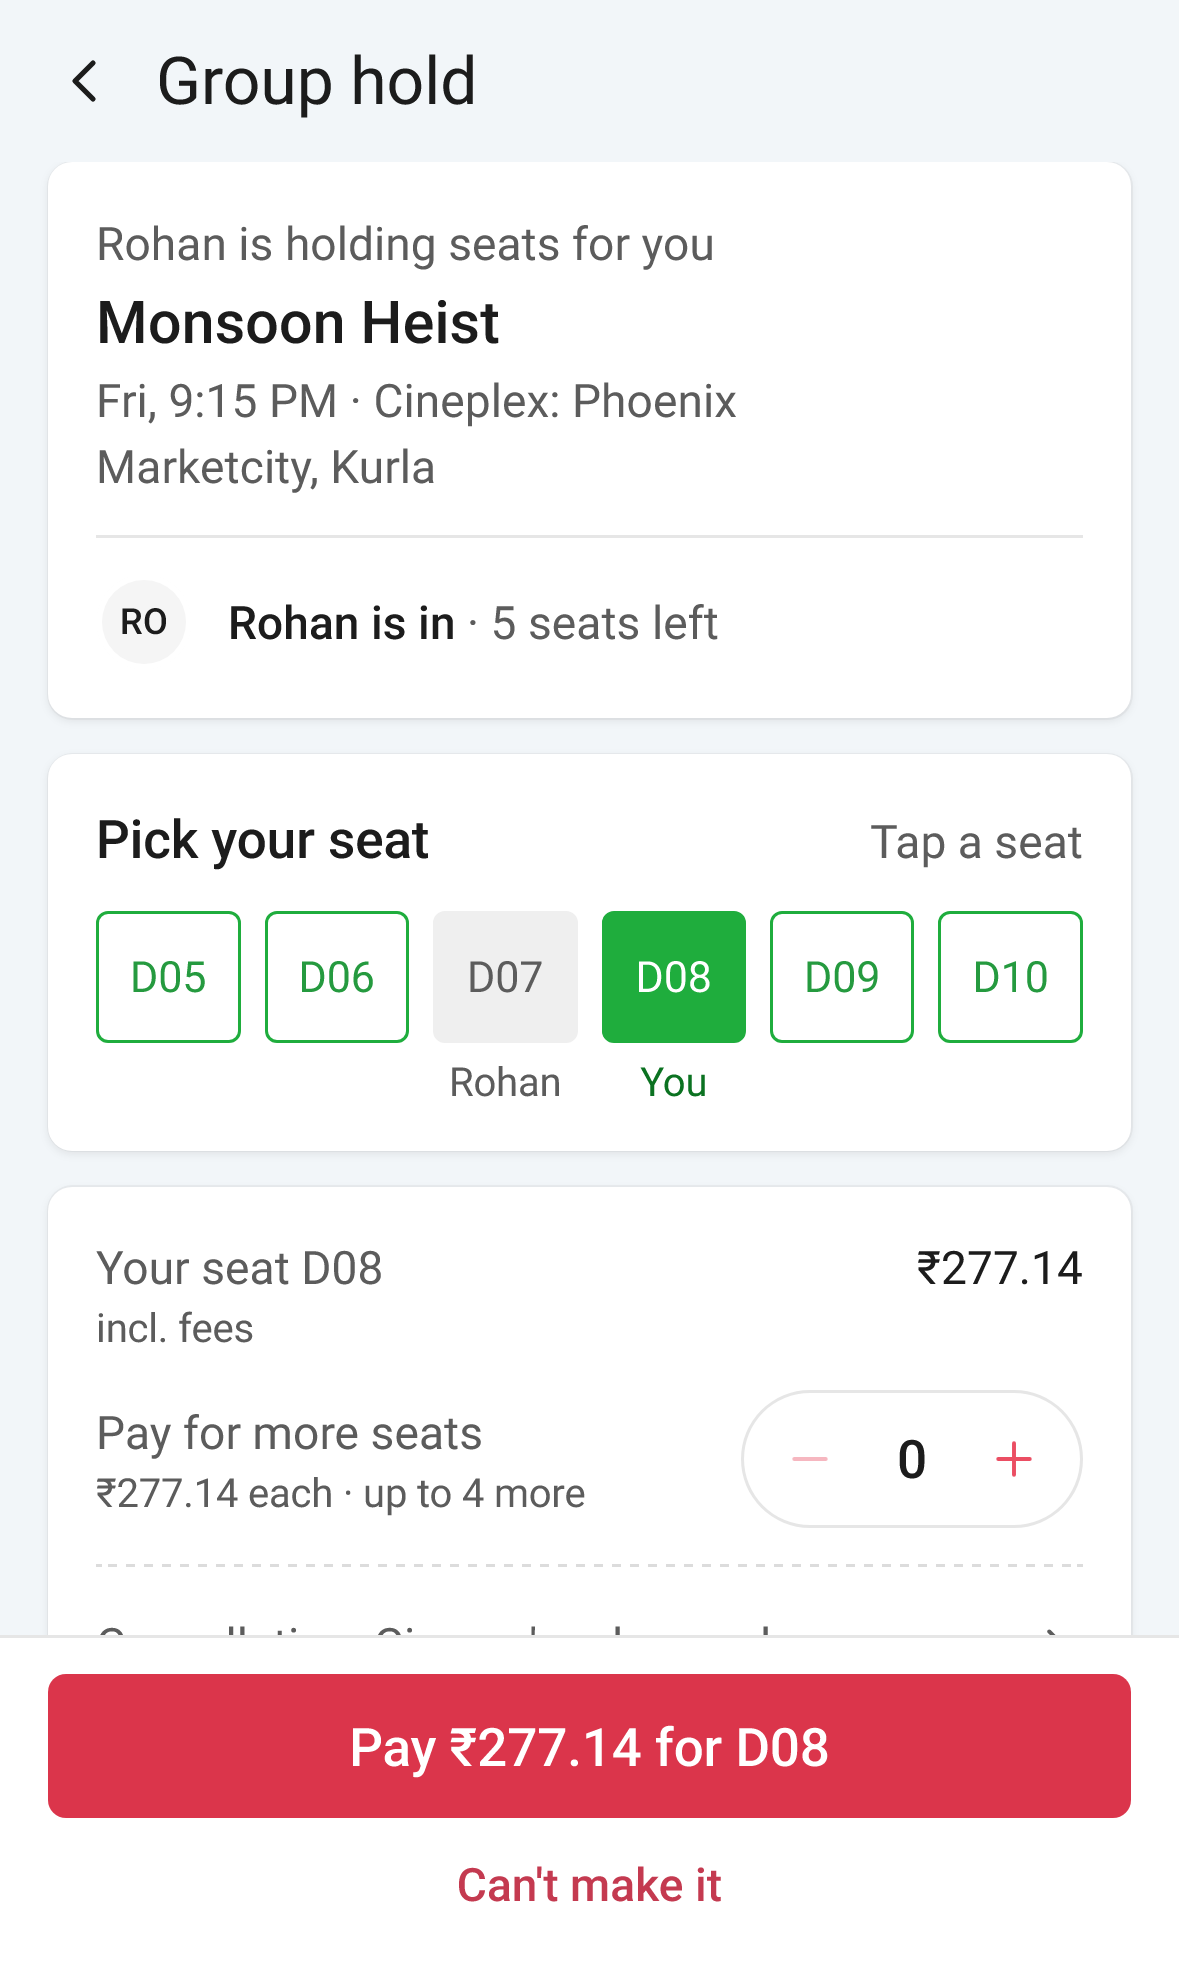 Group hold
Rohan is holding seats for you
Monsoon Heist
Fri, 9:15 PM · Cineplex: Phoenix
Marketcity, Kurla
RO Rohan is in · 5 seats left
Pick your seat Tap a seat
D05 D06 D07 D08 D09 D10
Rohan You
Your seat D08 ₹277.14
incl. fees
Pay for more seats
₹277.14 each · up to 4 more
0
Pay ₹277.14 for D08
Can't make it